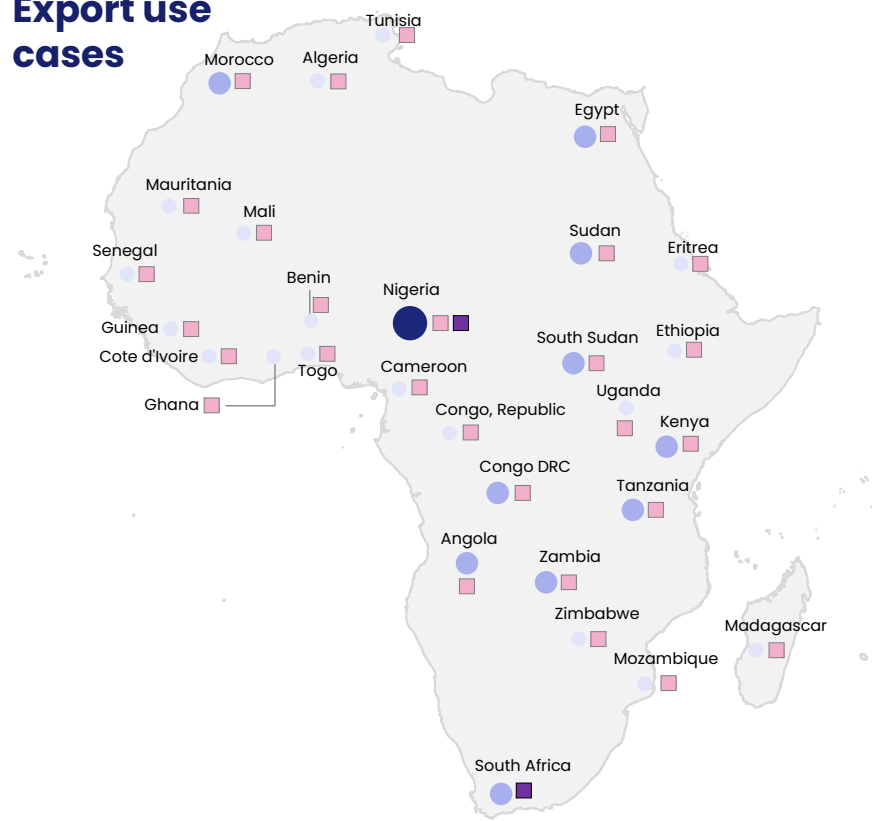 Export use
cases
Tunisia
Morocco
Algeria
Egypt
Mauritania
Mali
Sudan
Senegal
Eritrea
Benin
Nigeria
Guinea
South Sudan
Ethiopia
Cote d'Ivoire
Togo
Cameroon
Uganda
Ghana
Congo, Republic
Kenya
Congo DRC
Tanzania
Angola
Zambia
Zimbabwe
Madagascar
Mozambique
South Africa